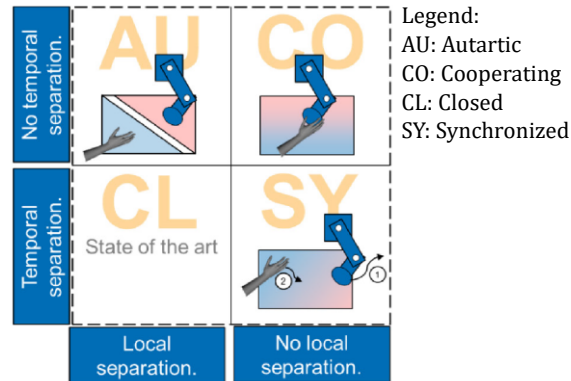 No temporal
separation.
AU
CO
Legend:
AU: Autartic
CO: Cooperating
CL: Closed
SY: Synchronized
Temporal
separation.
CL
State of the art
SY
1
2
Local
separation.
No local
separation.